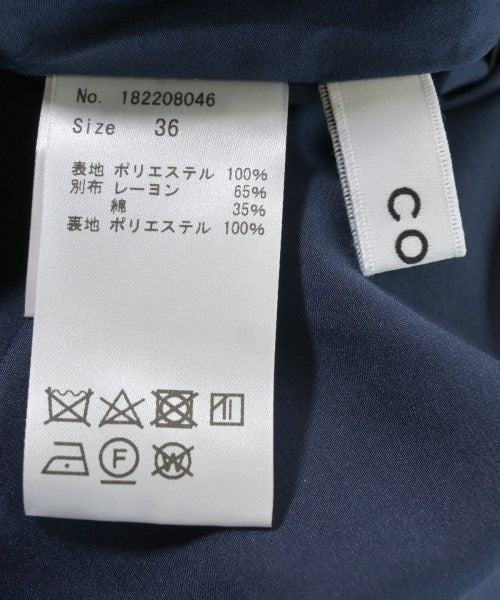 No. 182208046
Size 36
表地 ポリエステル 100%
別布 レーヨン 65%
綿 35%
裏地 ポリエステル 100%
F
W
CO